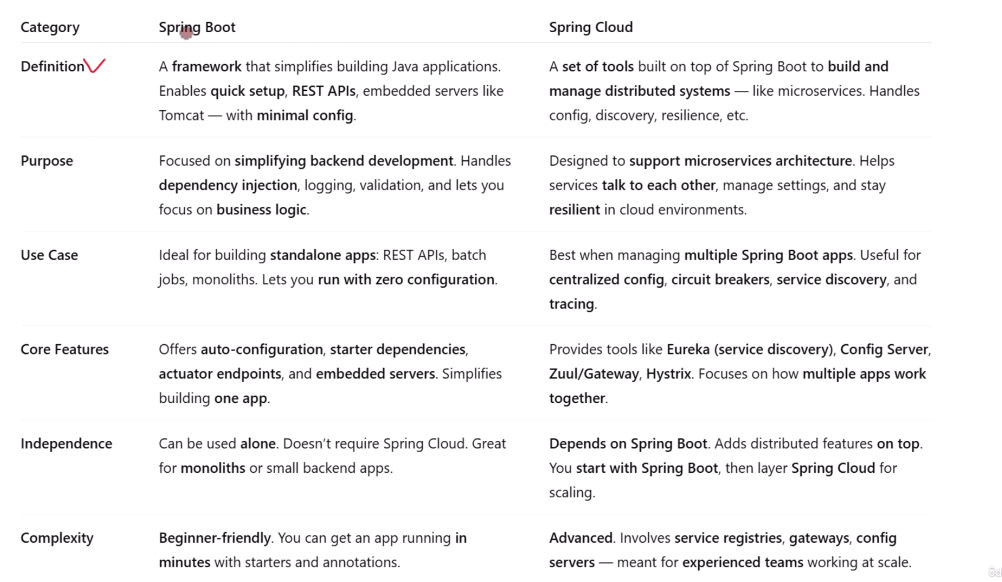 Category Spring Boot Spring Cloud
Definition A framework that simplifies building Java applications. A set of tools built on top of Spring Boot to build and
Enables quick setup, REST APIs, embedded servers like manage distributed systems — like microservices. Handles
Tomcat — with minimal config. config, discovery, resilience, etc.
Purpose Focused on simplifying backend development. Handles Designed to support microservices architecture. Helps
dependency injection, logging, validation, and lets you services talk to each other, manage settings, and stay
focus on business logic. resilient in cloud environments.
Use Case Ideal for building standalone apps: REST APIs, batch Best when managing multiple Spring Boot apps. Useful for
jobs, monoliths. Lets you run with zero configuration. centralized config, circuit breakers, service discovery, and
tracing.
Core Features Offers auto-configuration, starter dependencies, Provides tools like Eureka (service discovery), Config Server,
actuator endpoints, and embedded servers. Simplifies Zuul/Gateway, Hystrix. Focuses on how multiple apps work
building one app. together.
Independence Can be used alone. Doesn't require Spring Cloud. Great Depends on Spring Boot. Adds distributed features on top.
for monoliths or small backend apps. You start with Spring Boot, then layer Spring Cloud for
scaling.
Complexity Beginner-friendly. You can get an app running in Advanced. Involves service registries, gateways, config
minutes with starters and annotations. servers — meant for experienced teams working at scale.